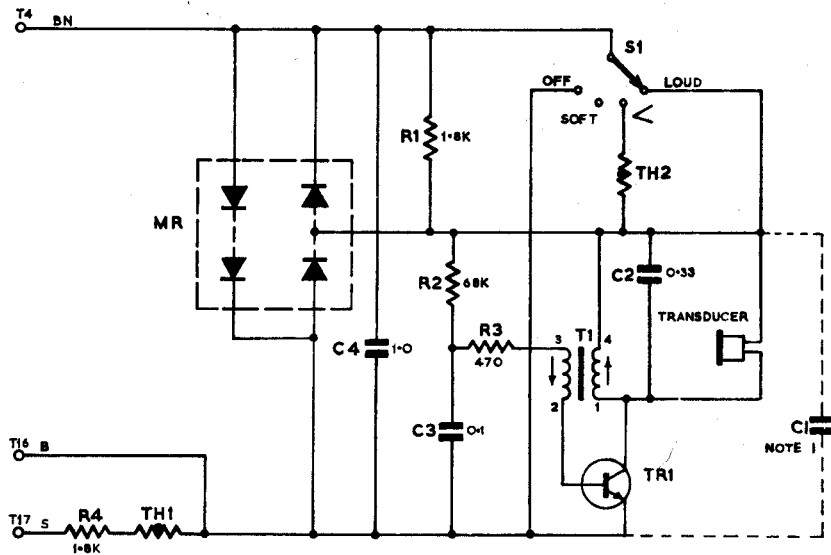 T4 BN
S1
OFF
LOUD
SOFT
<
R1 1·8K
TH2
MR
R2 68K
C2 0·33
R3
470
T1
3
4
TRANSDUCER
C4 1·0
2
1
C3 0·1
C1
NOTE 1
T16 B
TR1
T17 S
R4
TH1
1·8K